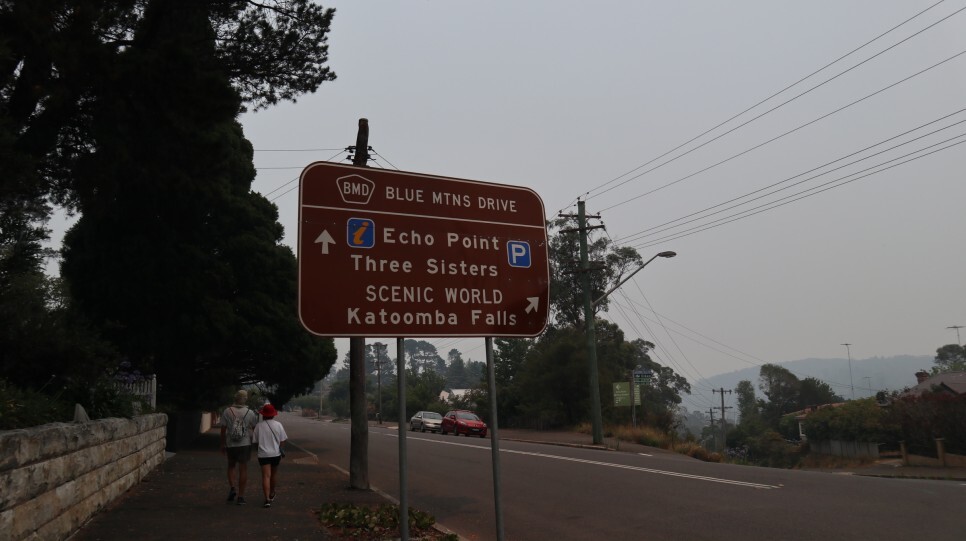 BMD BLUE MTNS DRIVE
i Echo Point P
Three Sisters
SCENIC WORLD
Katoomba Falls